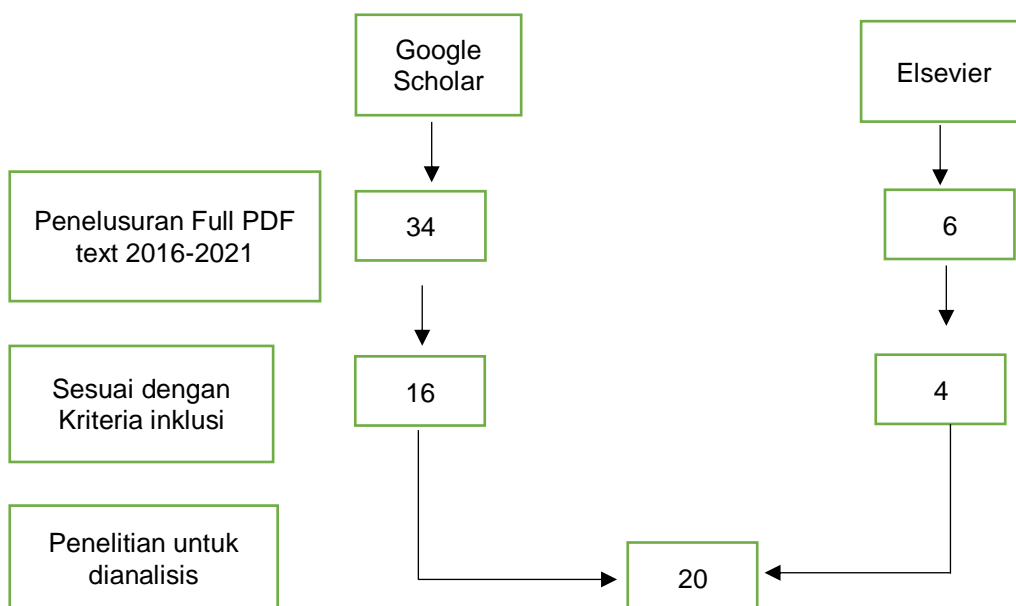 Google
Scholar
Elsevier
Penelusuran Full PDF
text 2016-2021
34
6
Sesuai dengan
Kriteria inklusi
16
4
Penelitian untuk
dianalisis
20